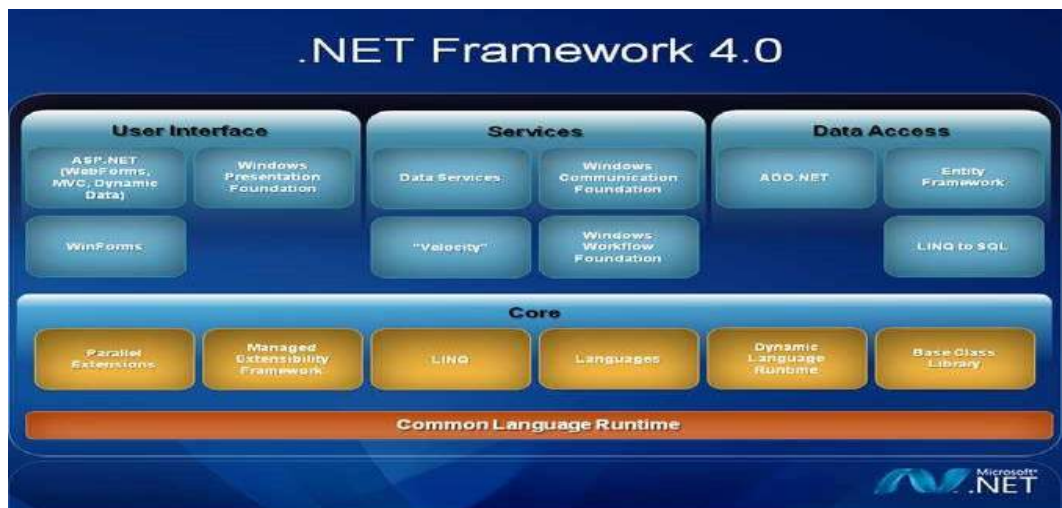 .NET Framework 4.0
User Interface
ASP.NET
(WebForms,
MVC, Dynamic
Data)
Windows
Presentation
Foundation
WinForms
Services
Data Services
Windows
Communication
Foundation
"Velocity"
Windows
Workflow
Foundation
Data Access
ADO.NET
Entity
Framework
LINQ to SQL
Core
Parallel
Extensions
Managed
Extensibility
Framework
LINQ
Languages
Dynamic
Language
Runtime
Base Class
Library
Common Language Runtime
Microsoft®
.NET